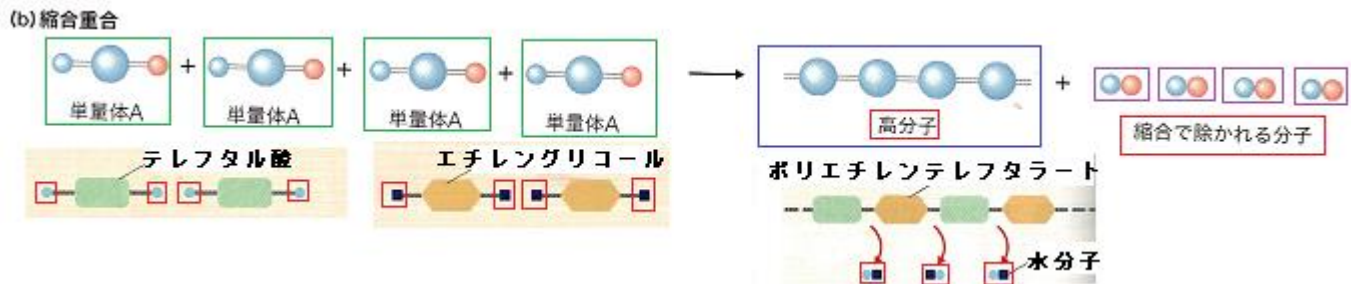 (b)縮合重合
+ + + + 
単量体A 単量体A 単量体A 単量体A
高分子
縮合で除かれる分子
テレフタル酸
エチレングリコール
ポリエチレンテレフタラート
水分子